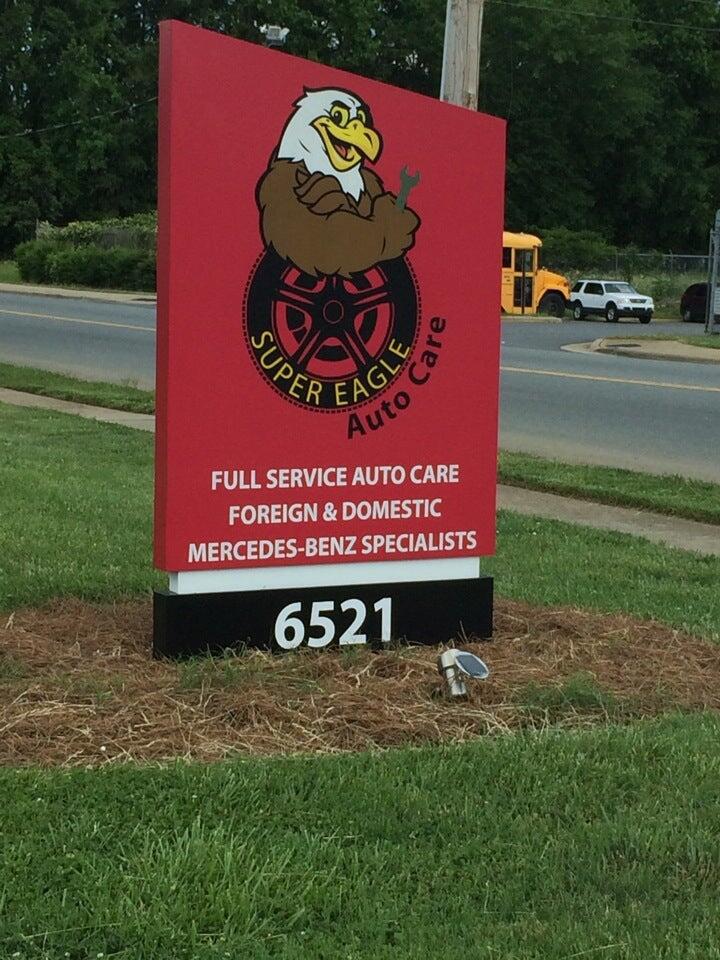 SUPER EAGLE
Auto Care
FULL SERVICE AUTO CARE
FOREIGN & DOMESTIC
MERCEDES-BENZ SPECIALISTS
6521